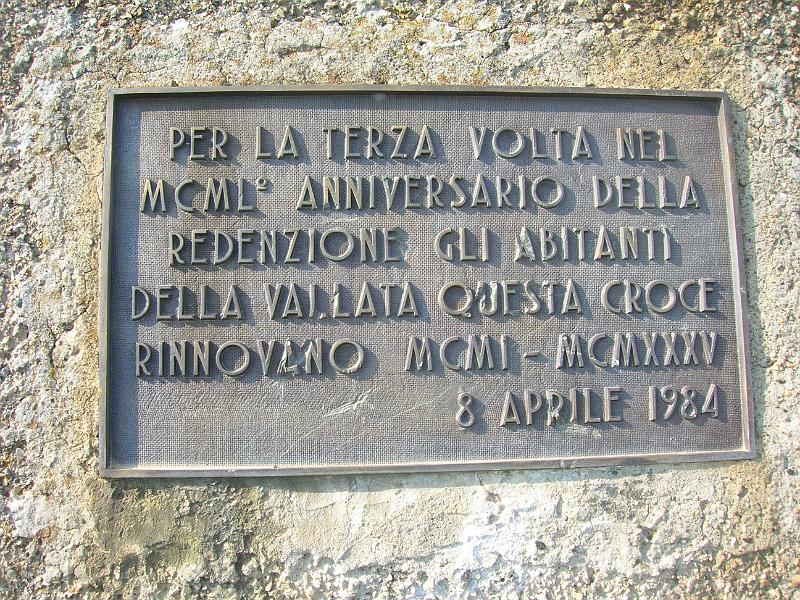 PER LA TERZA VOLTA NEL
MCMLº ANNIVERSARIO DELLA
REDENZIONE GLI ABITANTI
DELLA VALLATA QUESTA CROCE
RINNOVANO MCMI - MCMXXXV
8 APRILE 1984